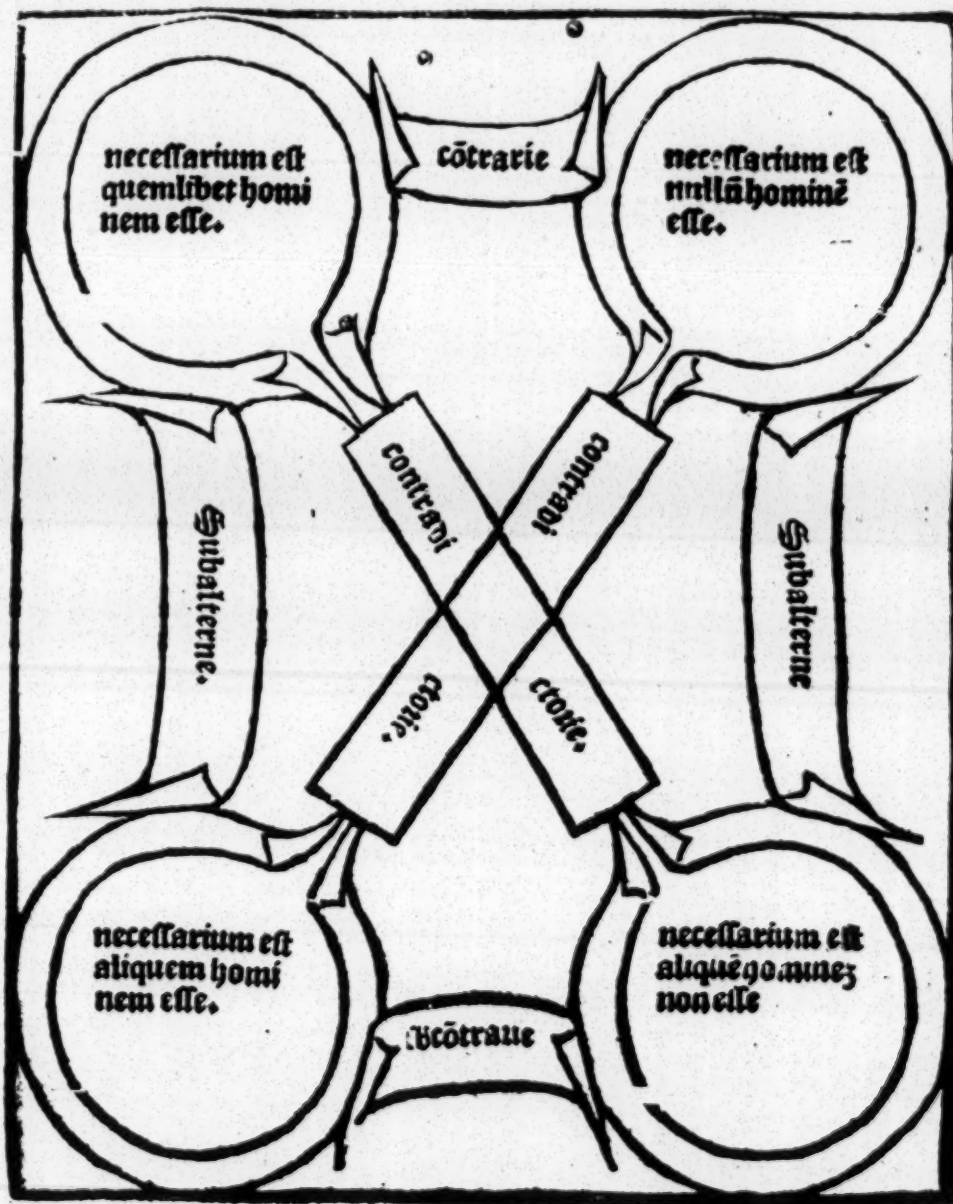 necessarium est
quemlibet homi
nem esse.
cōtrarie
necessarium est
nullū hominē
esse.
contradi
ctorie.
contradi
ctorie.
Subalterne.
Subalterne
necessarium est
aliquem homi
nem esse.
Subcōtrarie
necessarium est
aliquē hominez
non esse